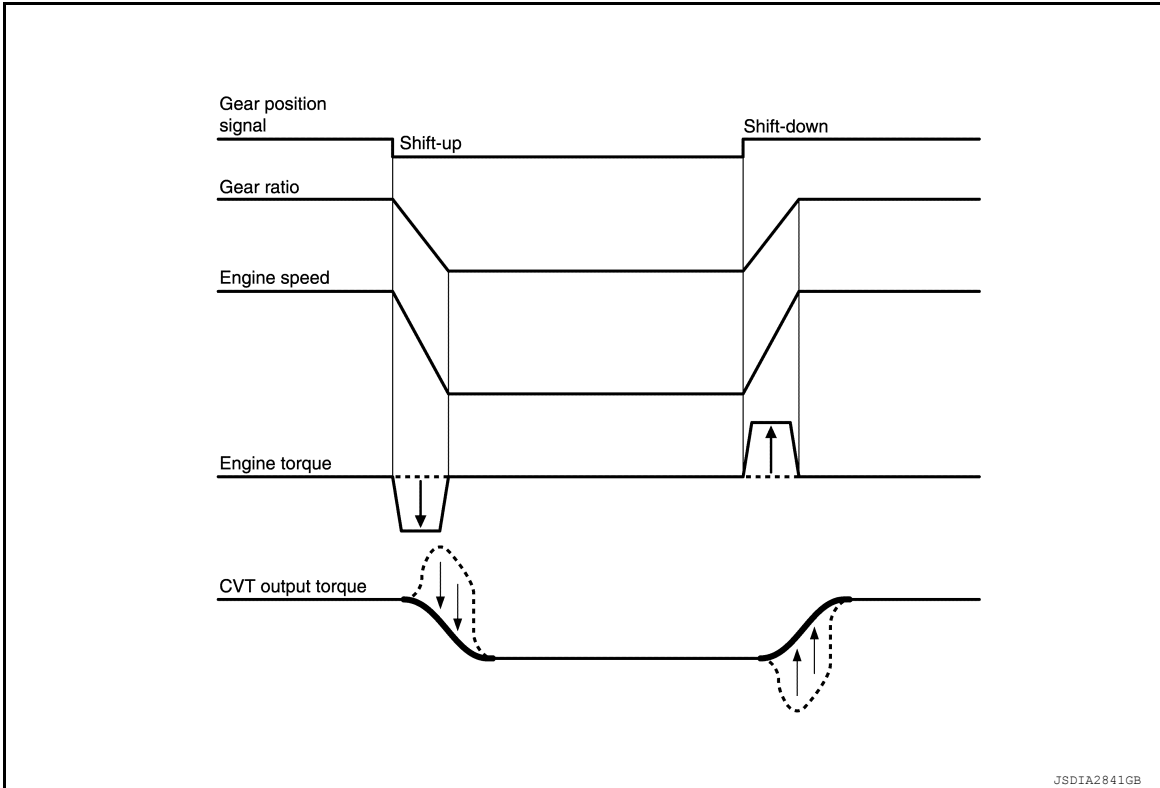 Gear position
signal
Shift-up
Shift-down
Gear ratio
Engine speed
Engine torque
CVT output torque
JSDIA2841GB